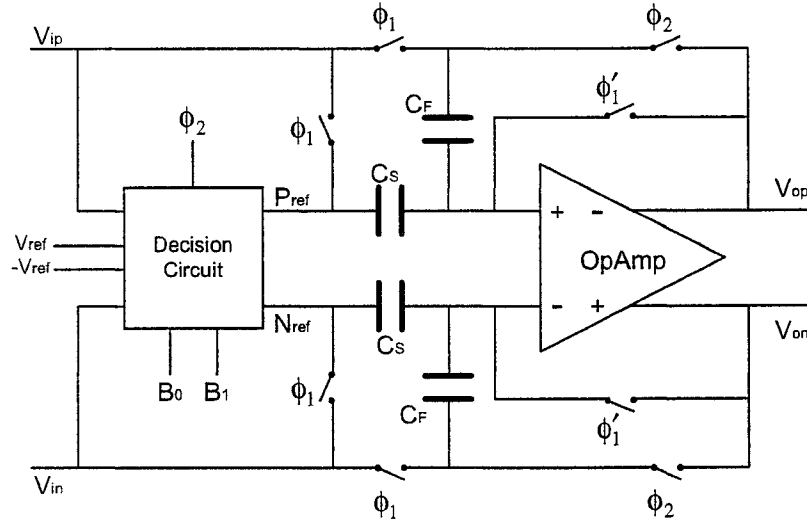 ϕ1
ϕ2
Vip
ϕ1′
CF
ϕ1
ϕ2
CS
Pref
Vop
+ -
Vref
-Vref
Decision
Circuit
OpAmp
- +
Nref
CS
Von
B0 B1
ϕ1
CF
ϕ1′
Vin
ϕ1
ϕ2